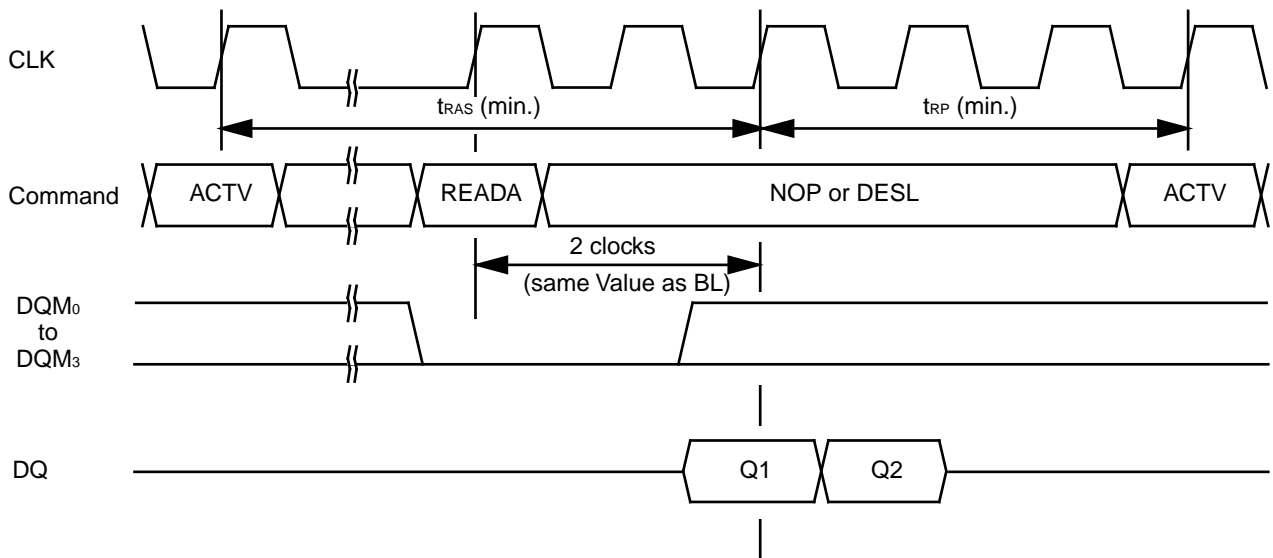 CLK
tRAS (min.)
tRP (min.)
Command
ACTV
READA
NOP or DESL
ACTV
2 clocks
(same Value as BL)
DQM0
to
DQM3
DQ
Q1
Q2